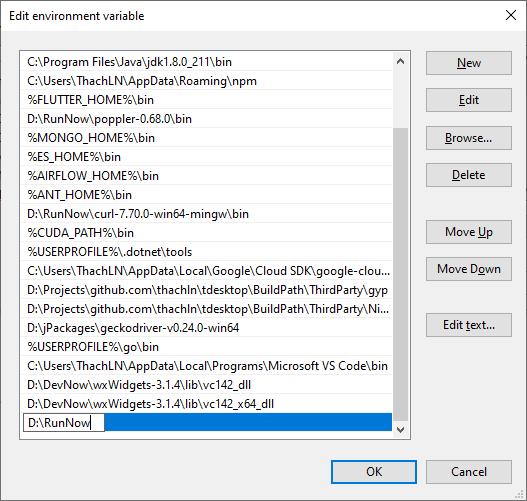 Edit environment variable
C:\Program Files\Java\jdk1.8.0_211\bin
C:\Users\ThachLN\AppData\Roaming\npm
%FLUTTER_HOME%\bin
D:\RunNow\poppler-0.68.0\bin
%MONGO_HOME%\bin
%ES_HOME%\bin
%AIRFLOW_HOME%\bin
%ANT_HOME%\bin
D:\RunNow\curl-7.70.0-win64-mingw\bin
%CUDA_PATH%\bin
%USERPROFILE%\.dotnet\tools
C:\Users\ThachLN\AppData\Local\Google\Cloud SDK\google-clou...
D:\Projects\github.com\thachln\tdesktop\BuildPath\ThirdParty\gyp
D:\Projects\github.com\thachln\tdesktop\BuildPath\ThirdParty\Ni...
D:\jPackages\geckodriver-v0.24.0-win64
%USERPROFILE%\go\bin
C:\Users\ThachLN\AppData\Local\Programs\Microsoft VS Code\bin
D:\DevNow\wxWidgets-3.1.4\lib\vc142_dll
D:\DevNow\wxWidgets-3.1.4\lib\vc142_x64_dll
D:\RunNow
New
Edit
Browse...
Delete
Move Up
Move Down
Edit text...
OK
Cancel